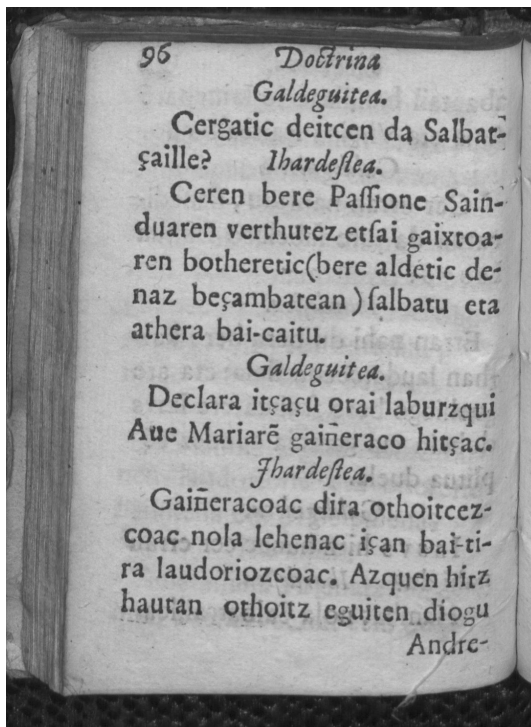 96 Doctrina
Galdeguitea.
Cergatic deitcen da Salbat-
çaille? Ihardeſtea.
Ceren bere Paſſione Sain-
duaren verthutez etſai gaixtoa-
ren botheretic (bere aldetic de-
naz beçambatean) ſalbatu eta
athera bai-caitu.
Galdeguitea.
Declara itçaçu orai laburzqui
Aue Mariarẽ gaiñeraco hitçac.
Ihardeſtea.
Gaiñeracoac dira othoitcez-
coac nola lehenac içan bai-ti-
ra laudoriozcoac. Azquen hitz
hautan othoitz eguiten diogu
Andre-